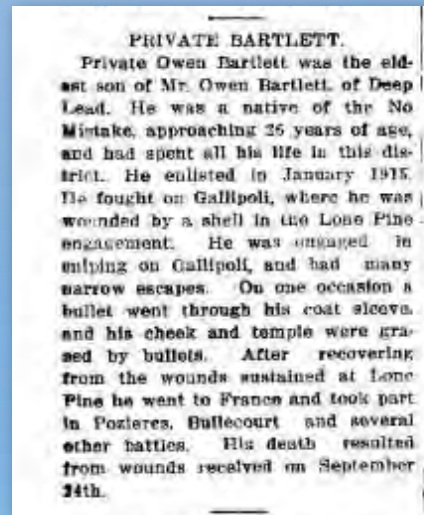 PRIVATE BARTLETT.
Private Owen Bartlett was the eld-
est son of Mr. Owen Bartlett, of Deep
Lead. He was a native of the No
Mistake, approaching 26 years of age,
and had spent all his life in this dis-
trict. He enlisted in January 1915.
He fought on Gallipoli, where he was
wounded by a shell in the Lone Pine
engagement. He was engaged in
sniping on Gallipoli, and had many
narrow escapes. On one occasion a
bullet went through his coat sleeve,
and his cheek and temple were gra-
sed by bullets. After recovering
from the wounds sustained at Lone
Pine he went to France and took part
in Pozieres, Bullecourt and several
other battles. His death resulted
from wounds received on September
24th.